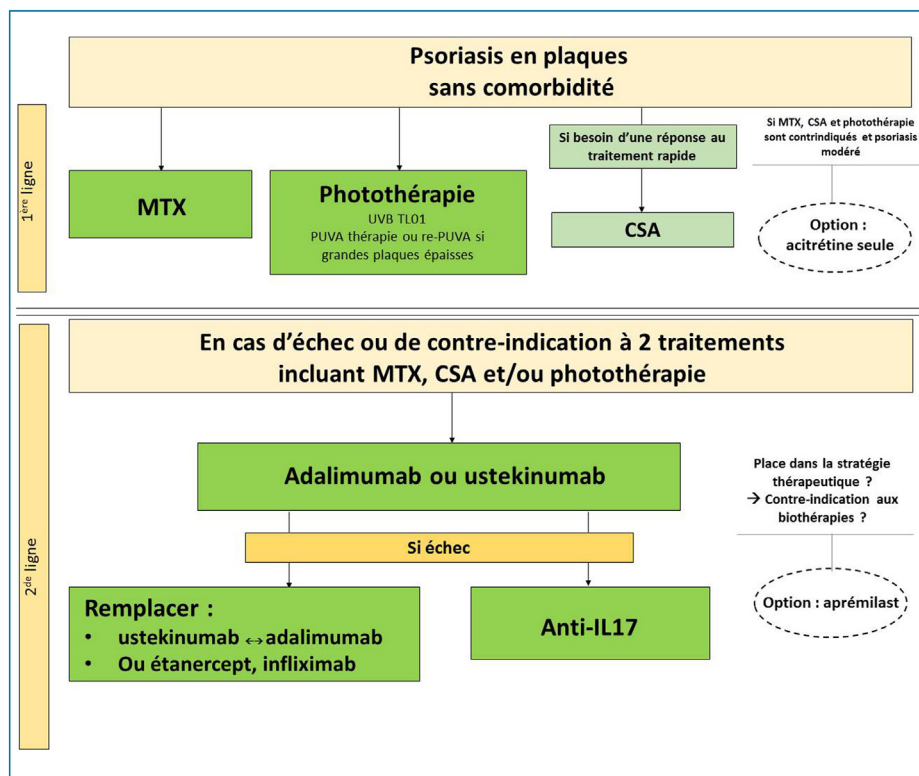 Psoriasis en plaques
sans comorbidité
1ère ligne
MTX
Photothérapie
UVB TL01
PUVA thérapie ou re-PUVA si
grandes plaques épaisses
Si besoin d'une réponse au
traitement rapide
CSA
Si MTX, CSA et photothérapie
sont contrindiqués et psoriasis
modéré
Option :
acitrétine seule
2de ligne
En cas d'échec ou de contre-indication à 2 traitements
incluant MTX, CSA et/ou photothérapie
Adalimumab ou ustekinumab
Si échec
Remplacer :
• ustekinumab ↔ adalimumab
• Ou étanercept, infliximab
Anti-IL17
Place dans la stratégie
thérapeutique ?
→ Contre-indication aux
biothérapies ?
Option : aprémilast